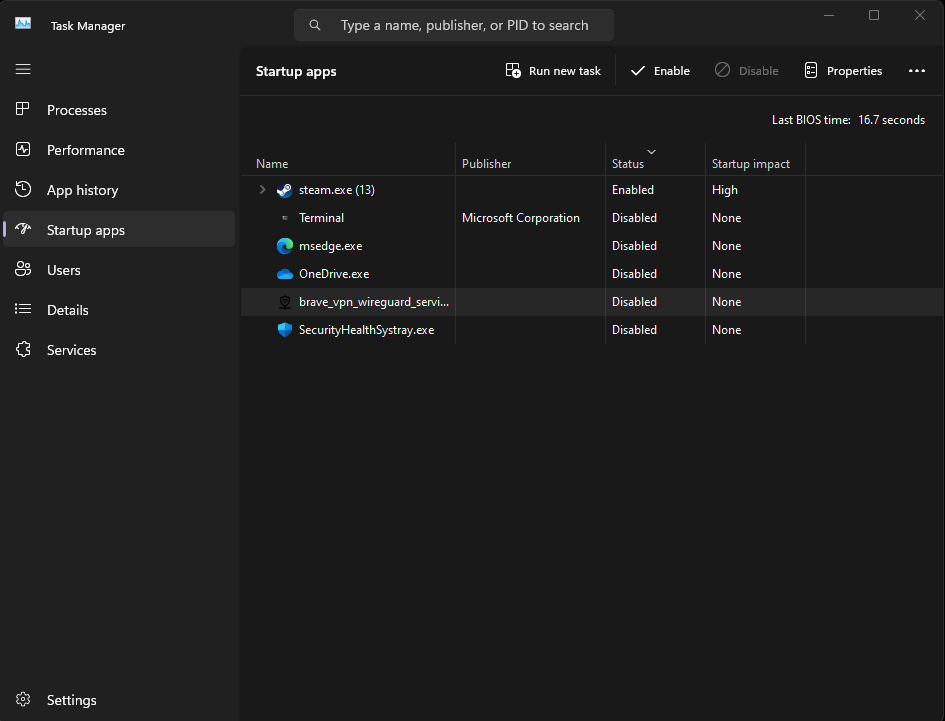 Task Manager
Type a name, publisher, or PID to search
Startup apps
Run new task
Enable
Disable
Properties
Processes
Performance
App history
Startup apps
Users
Details
Services
Settings
Last BIOS time: 16.7 seconds
Name Publisher Status Startup impact
steam.exe (13) Enabled High
Terminal Microsoft Corporation Disabled None
msedge.exe Disabled None
OneDrive.exe Disabled None
brave_vpn_wireguard_servi... Disabled None
SecurityHealthSystray.exe Disabled None